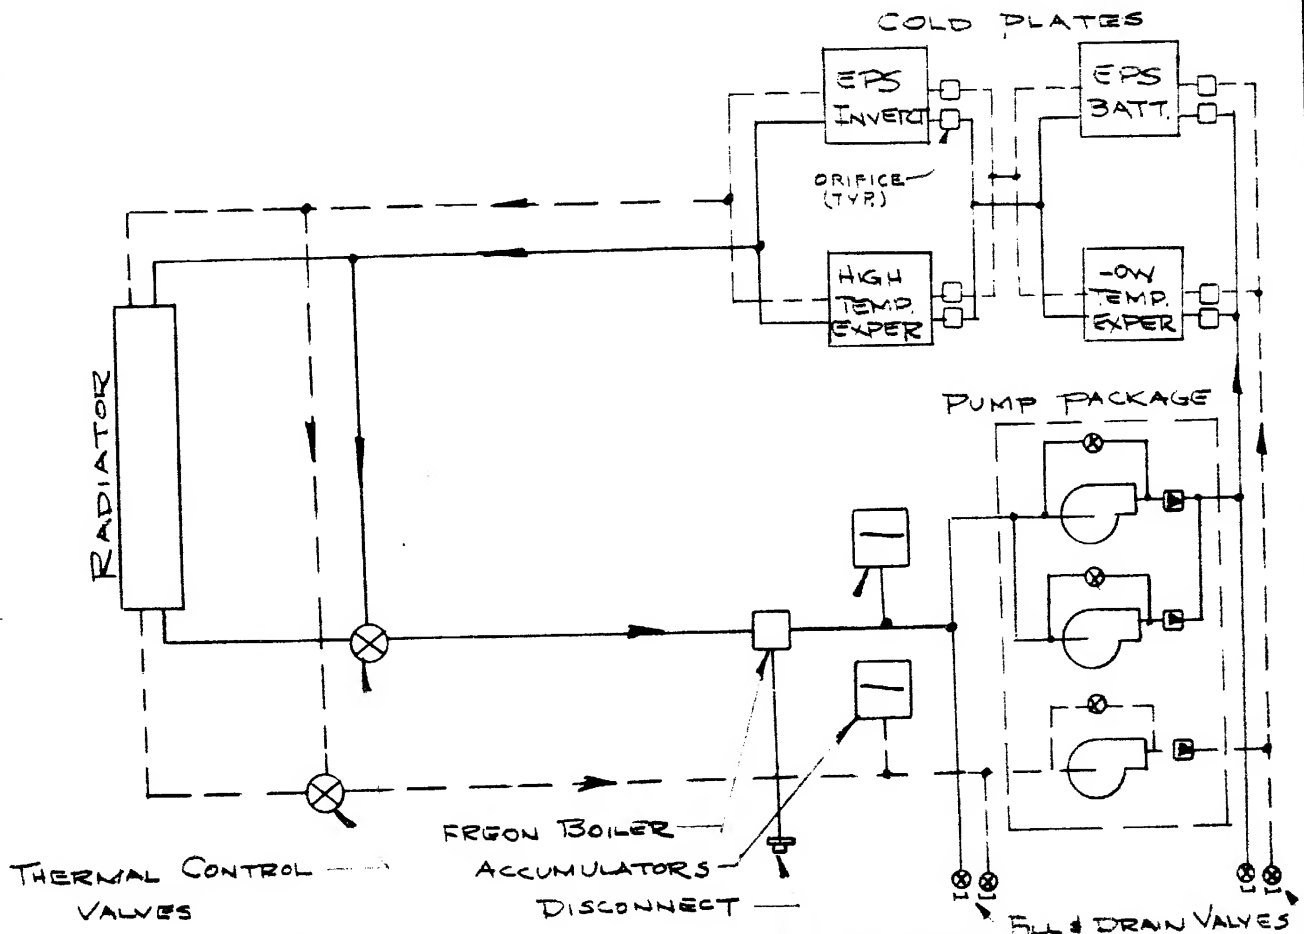 COLD PLATES
EPS
INVERT
EPS
BATT.
ORIFICE
(TYP.)
HIGH
TEMP.
EXPER
LOW
TEMP.
EXPER
PUMP PACKAGE
RADIATOR
FREON BOILER
ACCUMULATORS
DISCONNECT
THERMAL CONTROL
VALVES
FILL & DRAIN VALVES